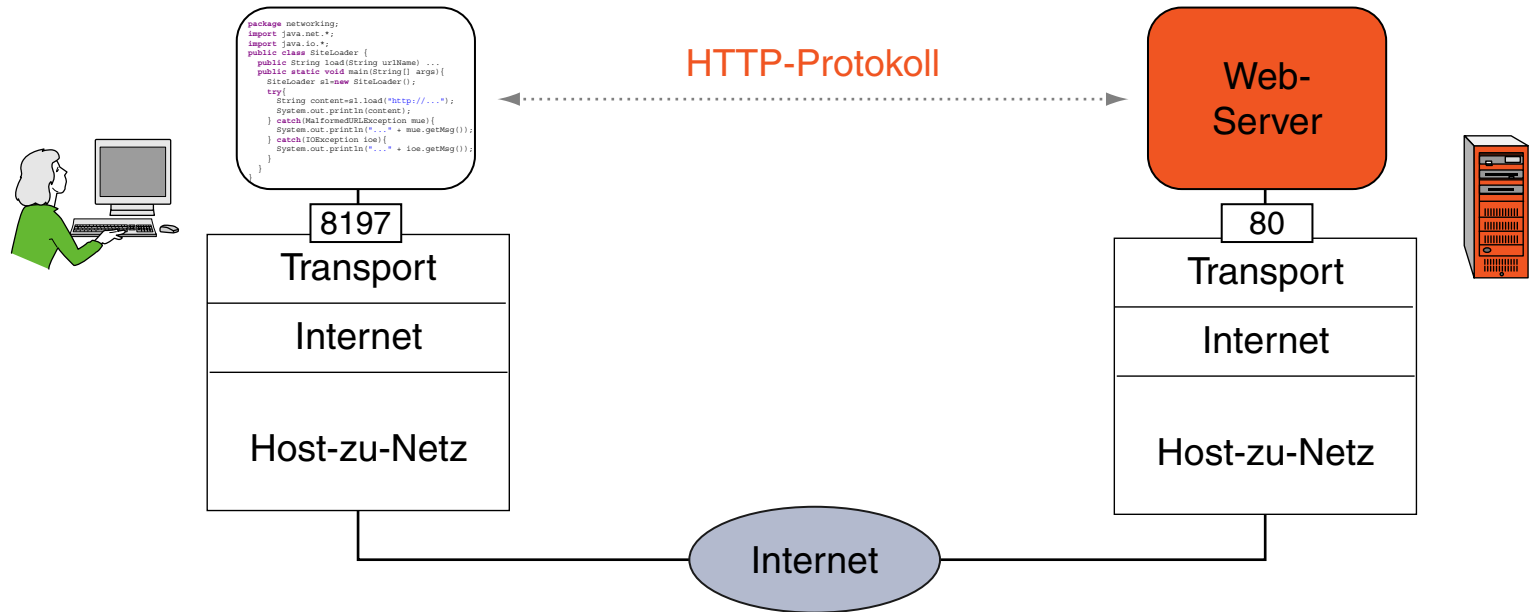 package networking;
import java.net.*;
import java.io.*;
public class SiteLoader {
public String load(String urlName) ...
public static void main(String[] args){
SiteLoader sl=new SiteLoader();
try{
String content=sl.load("http://...");
System.out.println(content);
} catch(MalformedURLException mue){
System.out.println("..." + mue.getMsg());
} catch(IOException ioe){
System.out.println("..." + ioe.getMsg());
}
}
}
HTTP-Protokoll
Web-
Server
8197
Transport
Internet
Host-zu-Netz
80
Transport
Internet
Host-zu-Netz
Internet